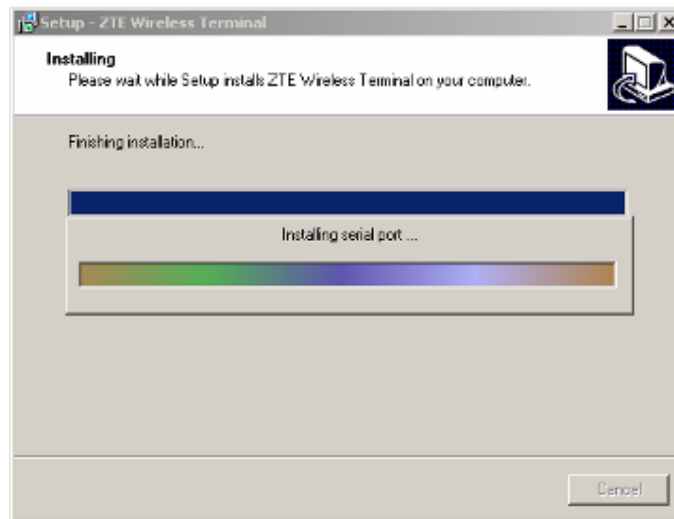 Setup - ZTE Wireless Terminal
Installing
Please wait while Setup installs ZTE Wireless Terminal on your computer.
Finishing installation...
Installing serial port ...
Cancel